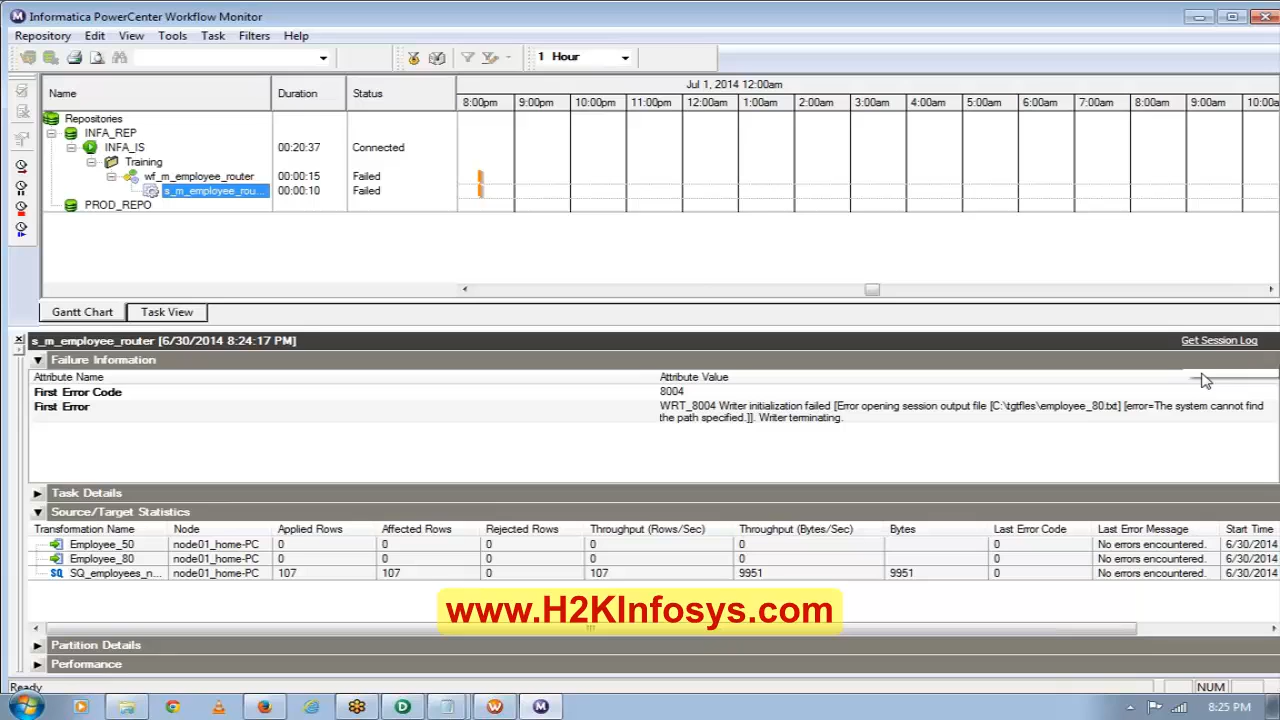 Informatica PowerCenter Workflow Monitor
Repository Edit View Tools Task Filters Help
1 Hour
Jul 1, 2014 12:00am
Name Duration Status 8:00pm 9:00pm 10:00pm 11:00pm 12:00am 1:00am 2:00am 3:00am 4:00am 5:00am 6:00am 7:00am 8:00am 9:00am 10:00a
Repositories
INFA_REP
INFA_IS 00:20:37 Connected
Training
wf_m_employee_router 00:00:15 Failed
s_m_employee_rou... 00:00:10 Failed
PROD_REPO
Gantt Chart Task View
s_m_employee_router [6/30/2014 8:24:17 PM] Get Session Log
Failure Information
Attribute Name Attribute Value
First Error Code 8004
First Error WRT_8004 Writer initialization failed [Error opening session output file [C:\tgtfles\employee_80.txt] [error=The system cannot find
the path specified.]]. Writer terminating.
Task Details
Source/Target Statistics
Transformation Name Node Applied Rows Affected Rows Rejected Rows Throughput (Rows/Sec) Throughput (Bytes/Sec) Bytes Last Error Code Last Error Message Start Time
Employee_50 node01_home-PC 0 0 0 0 0 0 No errors encountered. 6/30/2014
Employee_80 node01_home-PC 0 0 0 0 0 0 No errors encountered. 6/30/2014
SQ SQ_employees_n... node01_home-PC 107 107 0 107 9951 9951 0 No errors encountered. 6/30/2014
www.H2KInfosys.com
Partition Details
Performance
Ready NUM
8:25 PM